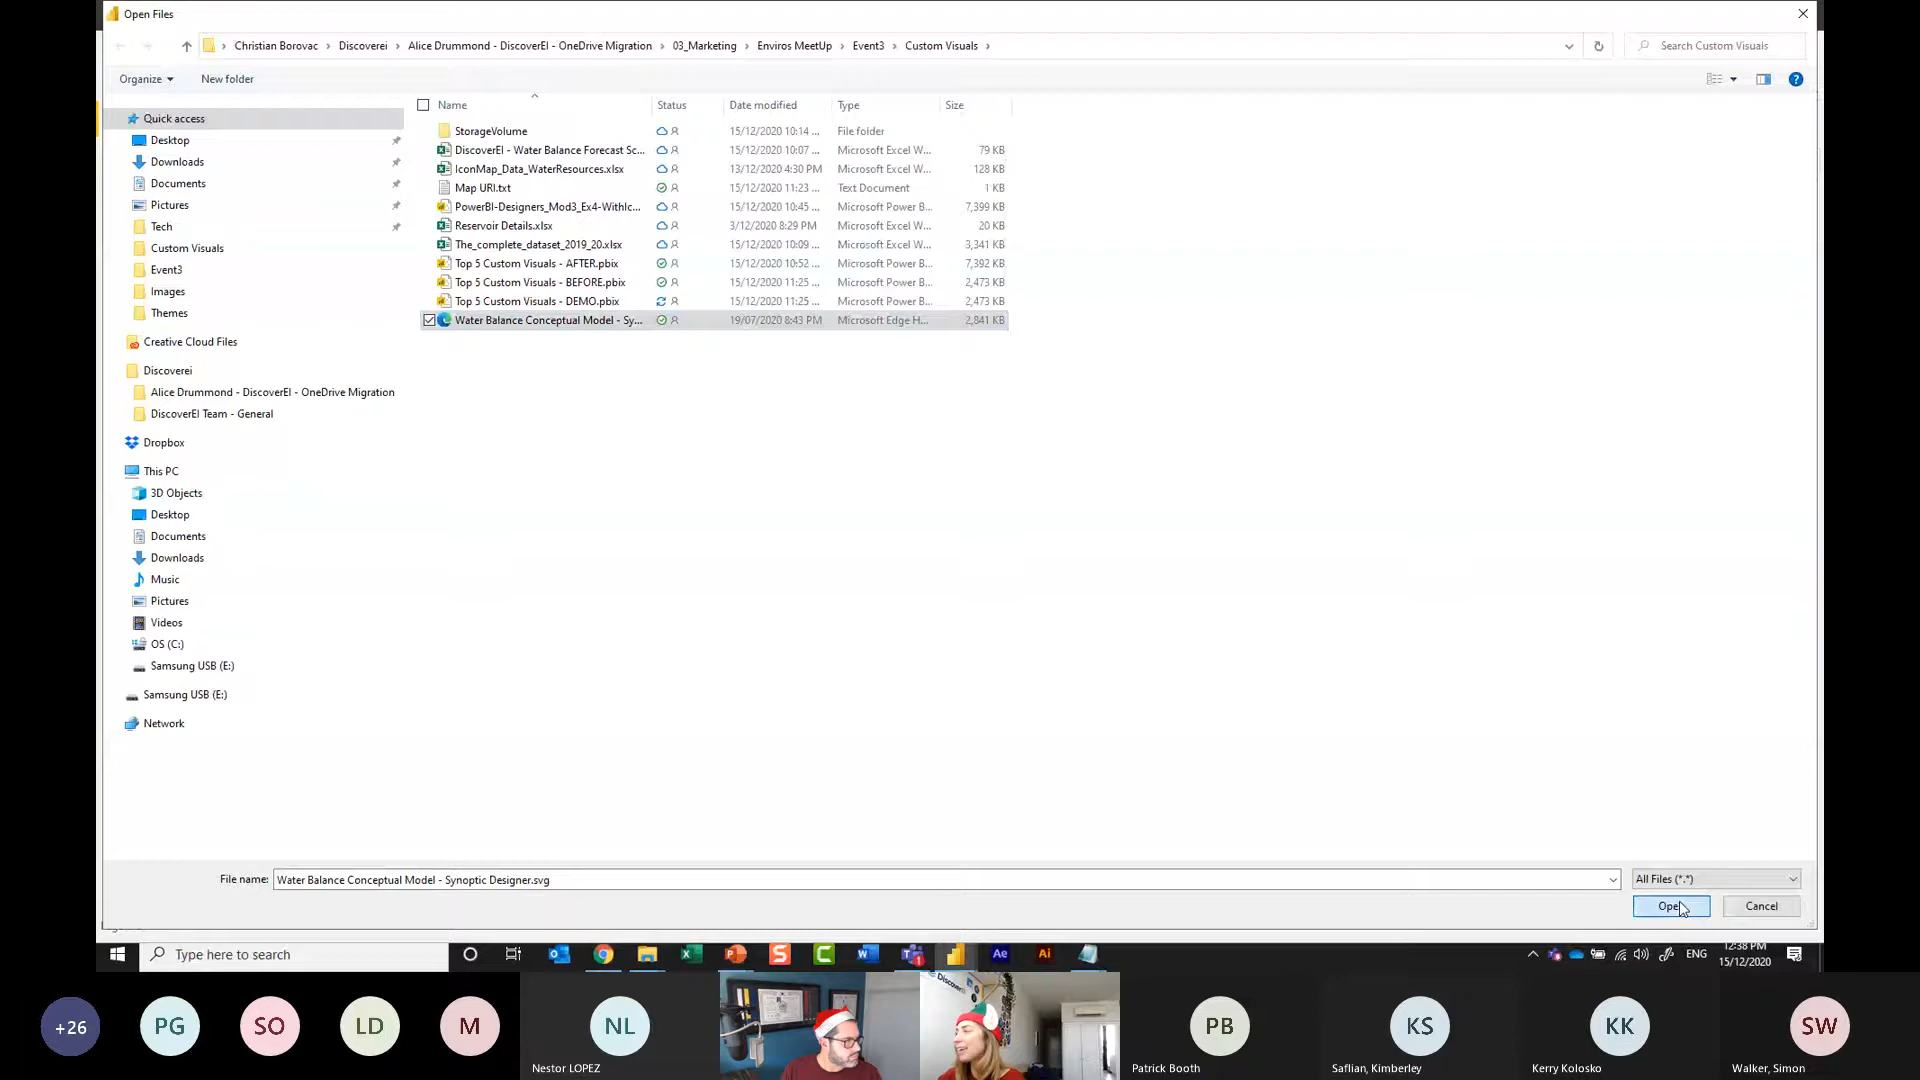 Open Files
Christian Borovac > Discoverei > Alice Drummond - DiscoverEI - OneDrive Migration > 03_Marketing > Enviros MeetUp > Event3 > Custom Visuals >
Search Custom Visuals
Organize
New folder
Name Status Date modified Type Size
StorageVolume 15/12/2020 10:14 ... File folder
DiscoverEI - Water Balance Forecast Sc... 15/12/2020 10:07 ... Microsoft Excel W... 79 KB
IconMap_Data_WaterResources.xlsx 13/12/2020 4:30 PM Microsoft Excel W... 128 KB
Map URI.txt 15/12/2020 11:23 ... Text Document 1 KB
PowerBI-Designers_Mod3_Ex4-WithIc... 15/12/2020 10:45 ... Microsoft Power B... 7,399 KB
Reservoir Details.xlsx 3/12/2020 8:29 PM Microsoft Excel W... 20 KB
The_complete_dataset_2019_20.xlsx 15/12/2020 10:09 ... Microsoft Excel W... 3,341 KB
Top 5 Custom Visuals - AFTER.pbix 15/12/2020 10:52 ... Microsoft Power B... 7,392 KB
Top 5 Custom Visuals - BEFORE.pbix 15/12/2020 11:25 ... Microsoft Power B... 2,473 KB
Top 5 Custom Visuals - DEMO.pbix 15/12/2020 11:25 ... Microsoft Power B... 2,473 KB
Water Balance Conceptual Model - Sy... 19/07/2020 8:43 PM Microsoft Edge H... 2,841 KB
Quick access
Desktop
Downloads
Documents
Pictures
Tech
Custom Visuals
Event3
Images
Themes
Creative Cloud Files
Discoverei
Alice Drummond - DiscoverEI - OneDrive Migration
DiscoverEI Team - General
Dropbox
This PC
3D Objects
Desktop
Documents
Downloads
Music
Pictures
Videos
OS (C:)
Samsung USB (E:)
Samsung USB (E:)
Network
File name: Water Balance Conceptual Model - Synoptic Designer.svg
All Files (*.*)
Open
Cancel
Type here to search
Ae
Ai
ENG
12:38 PM
15/12/2020
+26
PG
SO
LD
M
NL
PB
KS
KK
SW
Nestor LOPEZ
Patrick Booth
Saflian, Kimberley
Kerry Kolosko
Walker, Simon